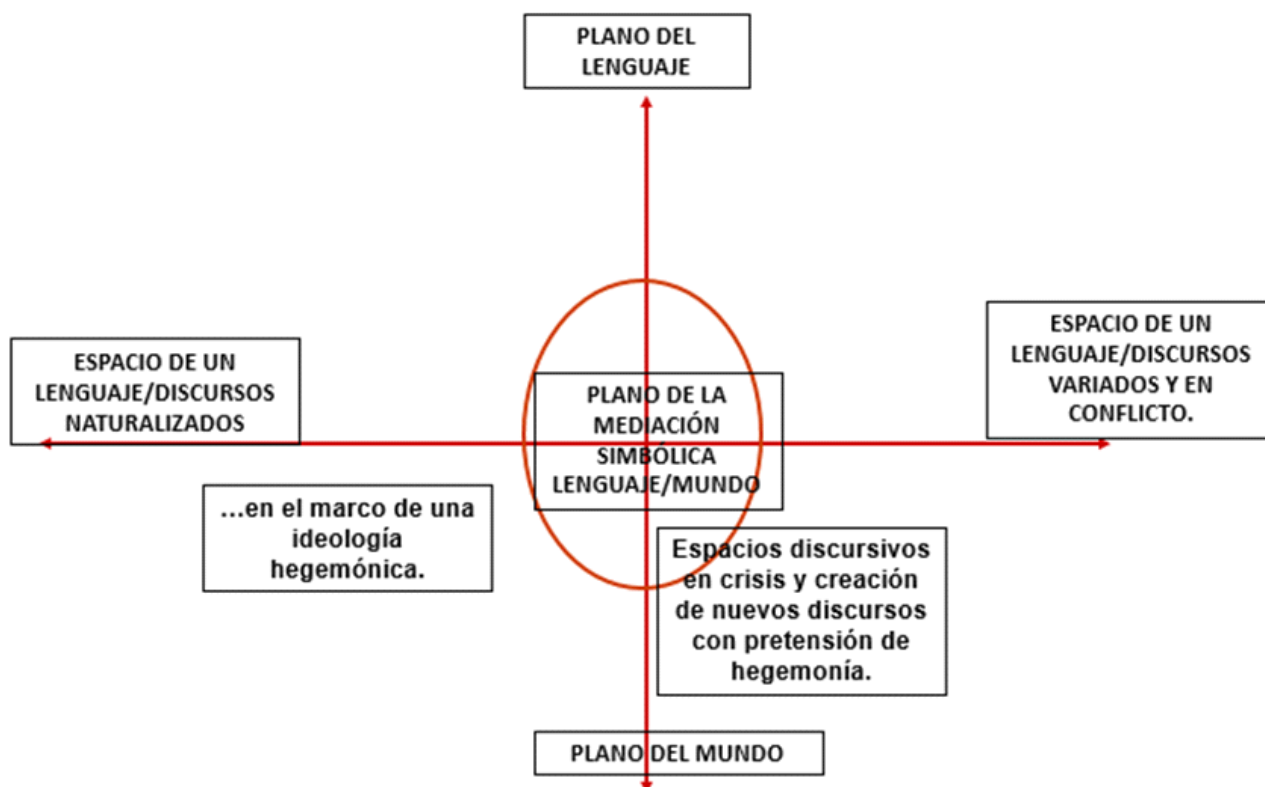 PLANO DEL
LENGUAJE
ESPACIO DE UN
LENGUAJE/DISCURSOS
NATURALIZADOS
PLANO DE LA
MEDIACIÓN
SIMBÓLICA
LENGUAJE/MUNDO
ESPACIO DE UN
LENGUAJE/DISCURSOS
VARIADOS Y EN
CONFLICTO.
...en el marco de una
ideología
hegemónica.
Espacios discursivos
en crisis y creación
de nuevos discursos
con pretensión de
hegemonía.
PLANO DEL MUNDO